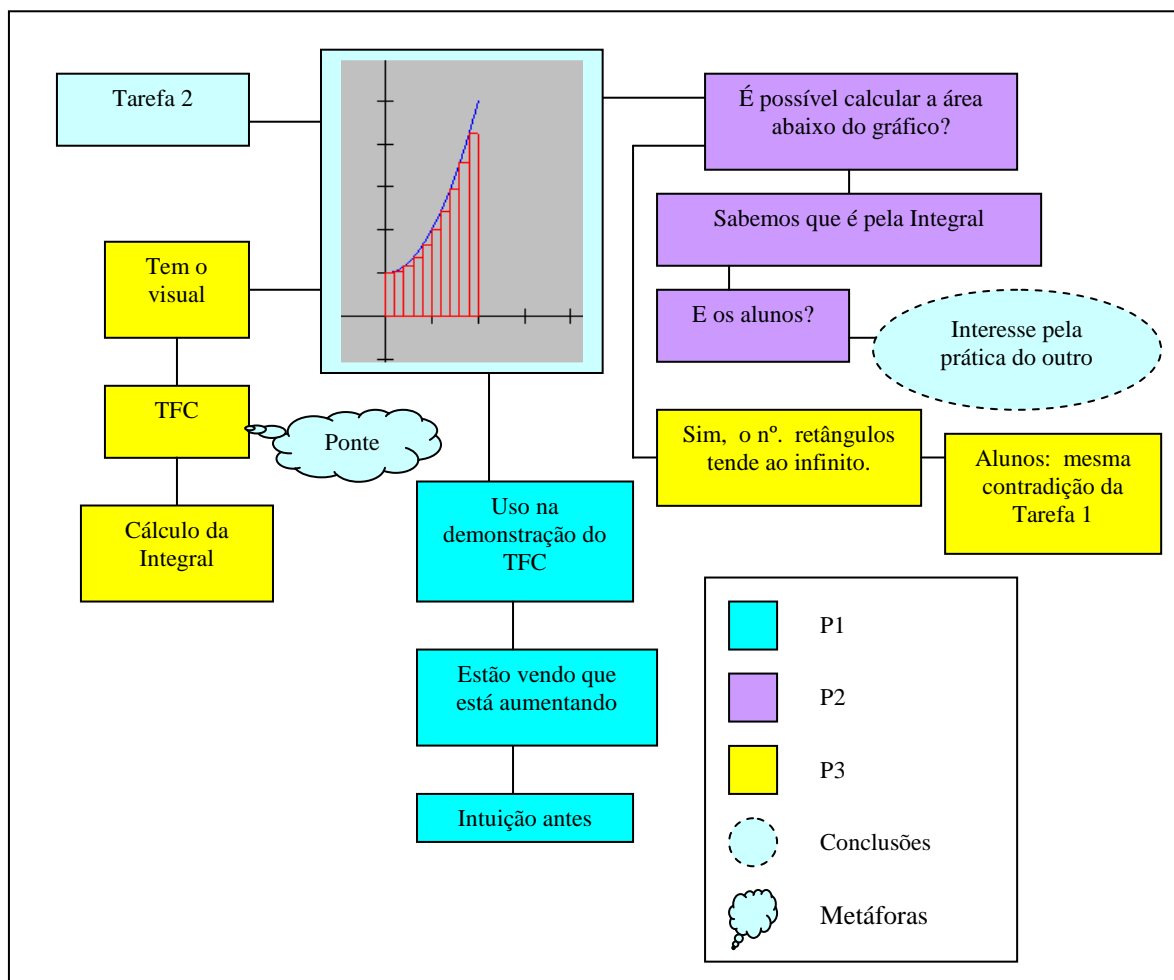 Tarefa 2
É possível calcular a área
abaixo do gráfico?
Sabemos que é pela Integral
E os alunos?
Interesse pela
prática do outro
Tem o
visual
TFC
Ponte
Cálculo da
Integral
Sim, o nº. retângulos
tende ao infinito.
Alunos: mesma
contradição da
Tarefa 1
Uso na
demonstração do
TFC
Estão vendo que
está aumentando
Intuição antes
P1
P2
P3
Conclusões
Metáforas